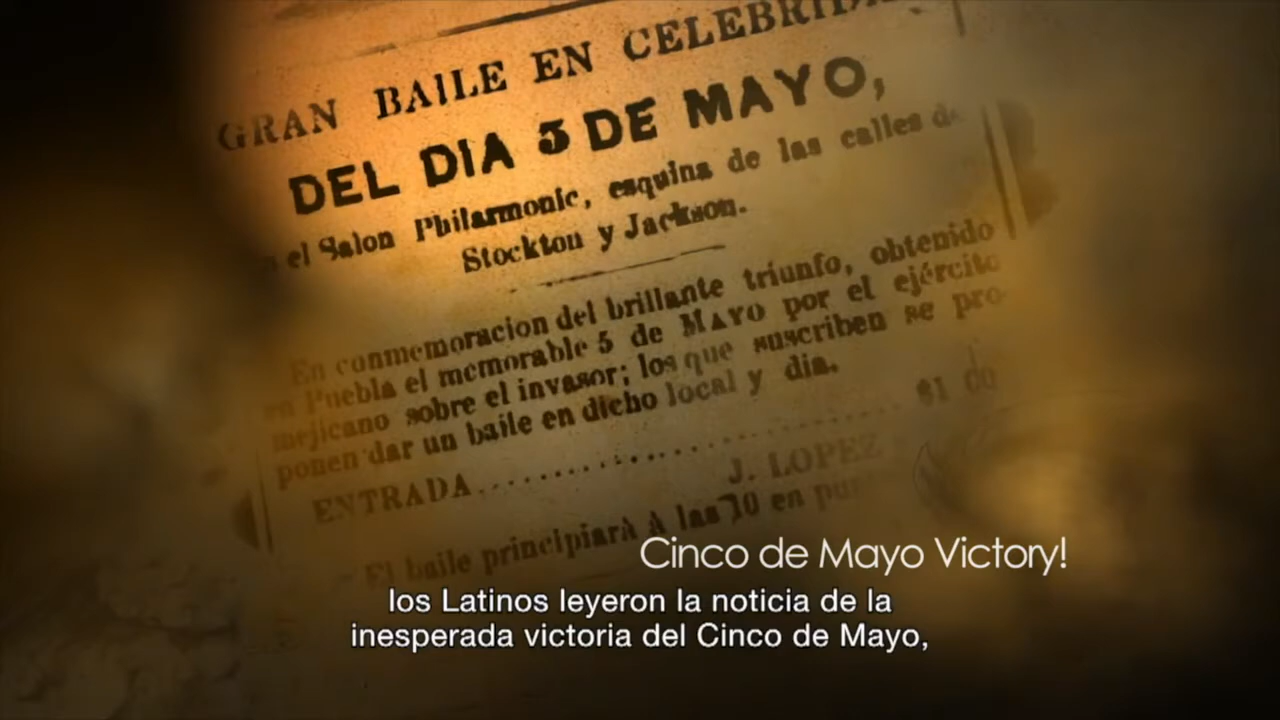 GRAN BAILE EN CELEBRIDA
DEL DIA 5 DE MAYO,
el Salon Philarmonic, esquina de las calles de
Stockton y Jackson.
En conmemoracion del brillante triunfo, obtenido
en Puebla el memorable 5 de MAYO por el ejército
mejicano sobre el invasor; los que suscriben se pro-
ponen dar un baile en dicho local y dia.
ENTRADA.................... $1 00
J. LOPEZ
El baile principiará á las 10 en pun
Cinco de Mayo Victory!
los Latinos leyeron la noticia de la
inesperada victoria del Cinco de Mayo,